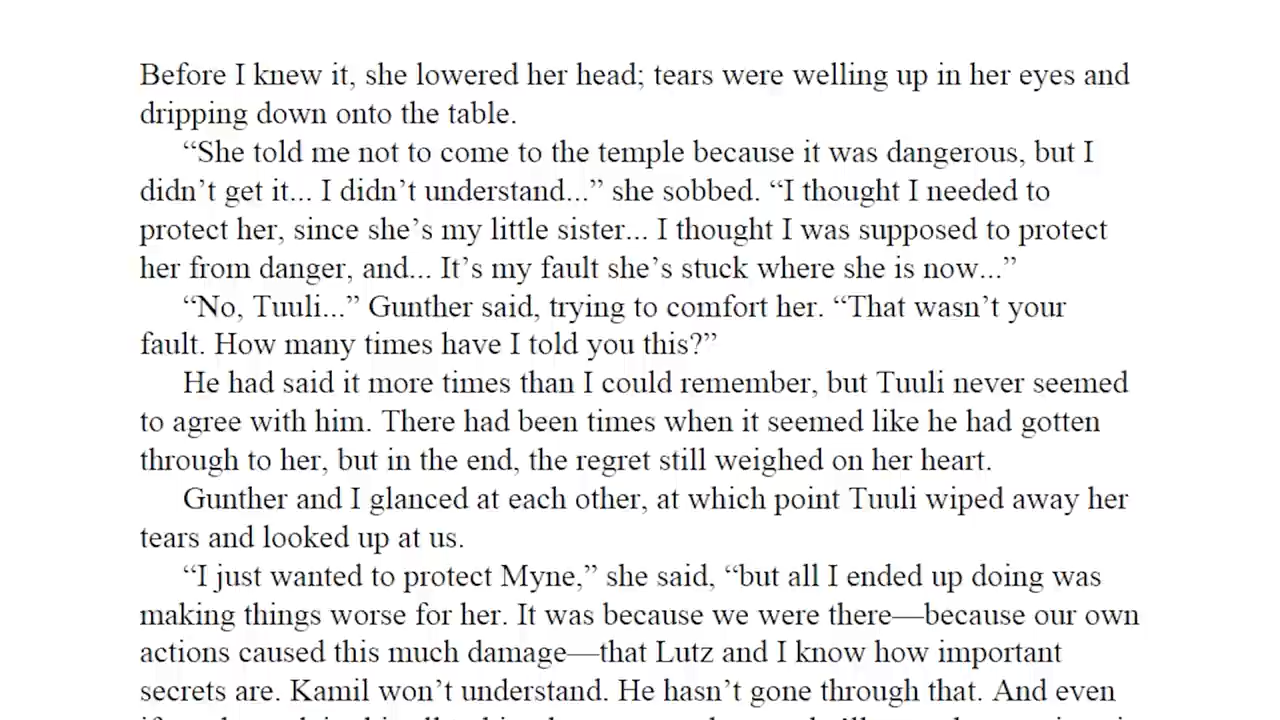 Before I knew it, she lowered her head; tears were welling up in her eyes and
dripping down onto the table.
“She told me not to come to the temple because it was dangerous, but I
didn’t get it... I didn’t understand...” she sobbed. “I thought I needed to
protect her, since she’s my little sister... I thought I was supposed to protect
her from danger, and... It’s my fault she’s stuck where she is now...”
“No, Tuuli...” Gunther said, trying to comfort her. “That wasn’t your
fault. How many times have I told you this?”
He had said it more times than I could remember, but Tuuli never seemed
to agree with him. There had been times when it seemed like he had gotten
through to her, but in the end, the regret still weighed on her heart.
Gunther and I glanced at each other, at which point Tuuli wiped away her
tears and looked up at us.
“I just wanted to protect Myne,” she said, “but all I ended up doing was
making things worse for her. It was because we were there—because our own
actions caused this much damage—that Lutz and I know how important
secrets are. Kamil won’t understand. He hasn’t gone through that. And even